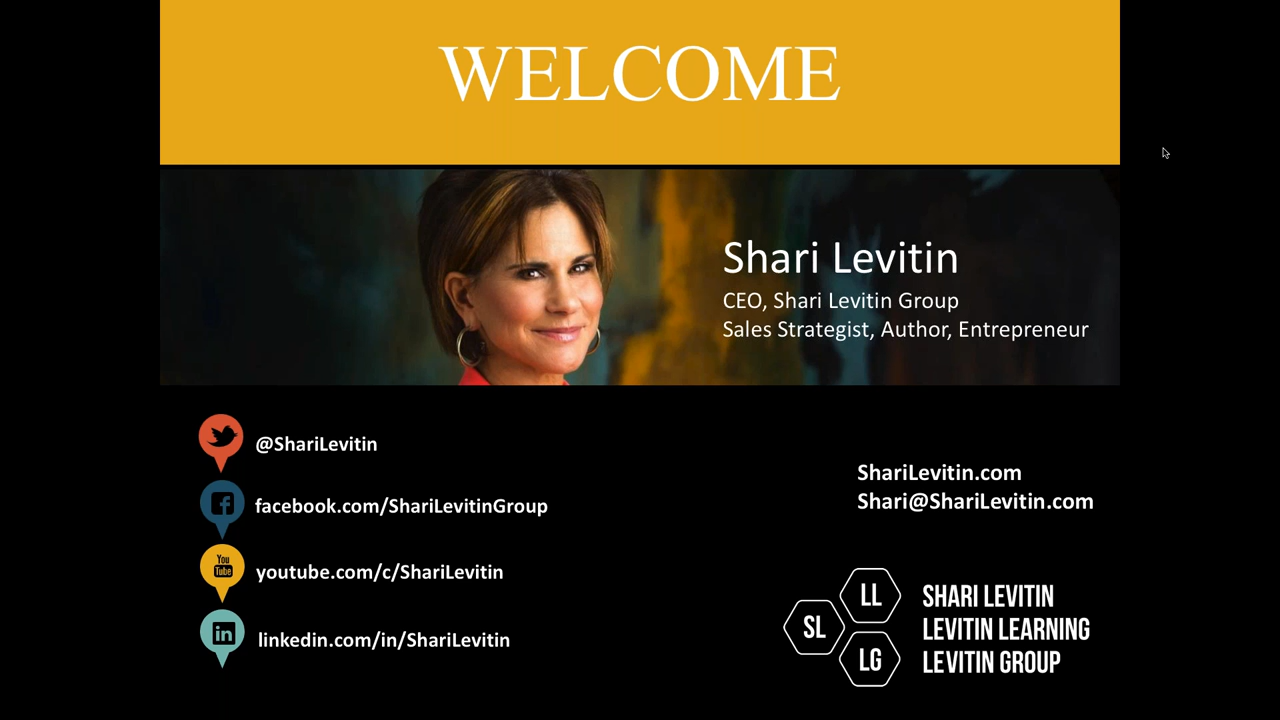 WELCOME
Shari Levitin
CEO, Shari Levitin Group
Sales Strategist, Author, Entrepreneur
@ShariLevitin
facebook.com/ShariLevitinGroup
You
Tube
youtube.com/c/ShariLevitin
in
linkedin.com/in/ShariLevitin
ShariLevitin.com
Shari@ShariLevitin.com
LL
SL
LG
SHARI LEVITIN
LEVITIN LEARNING
LEVITIN GROUP